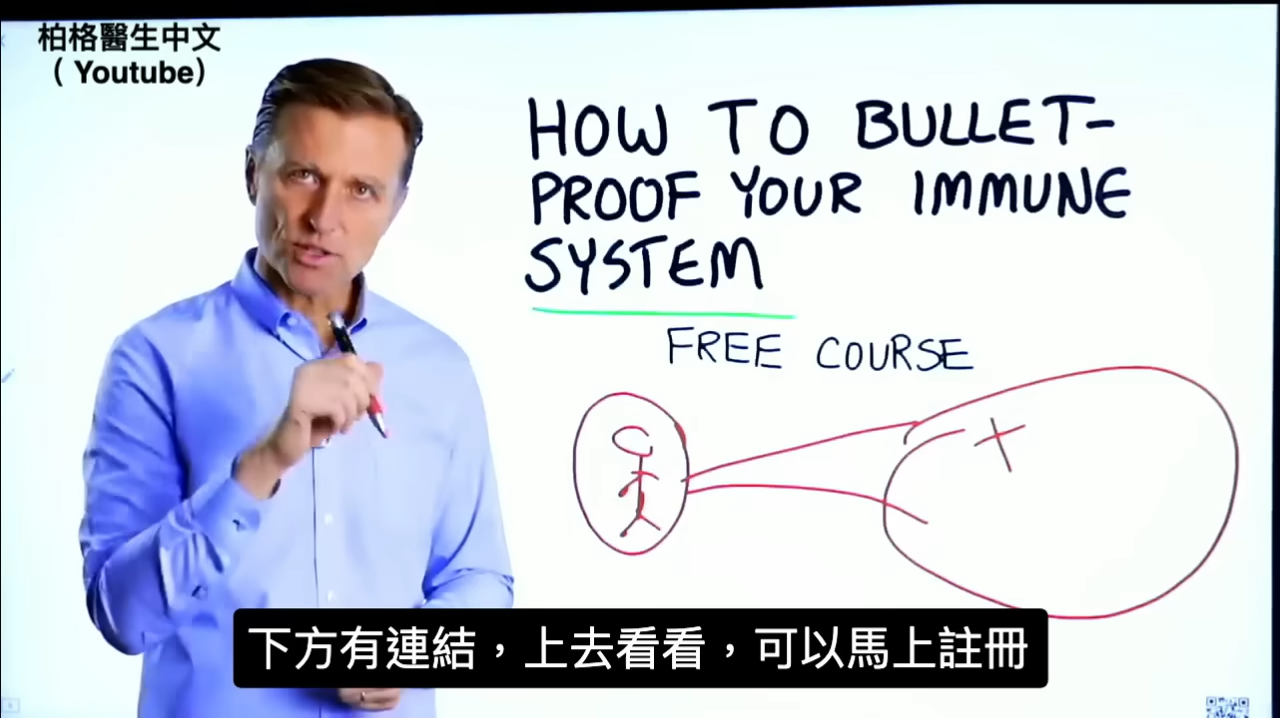 柏格醫生中文
（Youtube）
HOW TO BULLET-
PROOF YOUR IMMUNE
SYSTEM
FREE COURSE
下方有連結，上去看看，可以馬上註冊